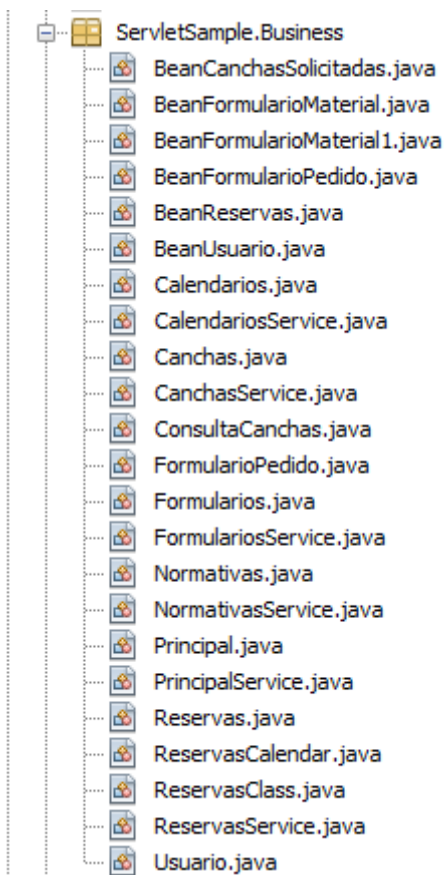 ServletSample.Business
BeanCanchasSolicitadas.java
BeanFormularioMaterial.java
BeanFormularioMaterial1.java
BeanFormularioPedido.java
BeanReservas.java
BeanUsuario.java
Calendarios.java
CalendariosService.java
Canchas.java
CanchasService.java
ConsultaCanchas.java
FormularioPedido.java
Formularios.java
FormulariosService.java
Normativas.java
NormativasService.java
Principal.java
PrincipalService.java
Reservas.java
ReservasCalendar.java
ReservasClass.java
ReservasService.java
Usuario.java